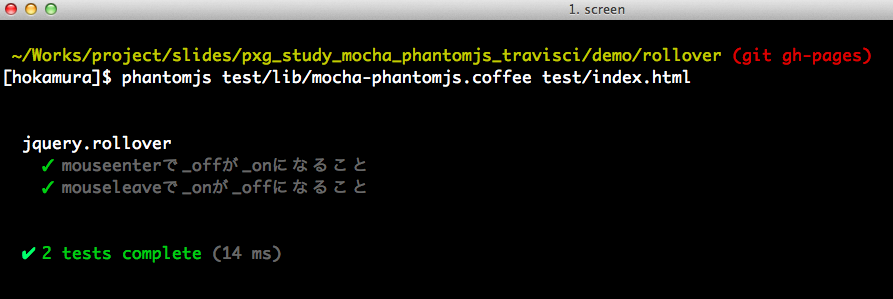 1. screen
~/Works/project/slides/pxg_study_mocha_phantomjs_travisci/demo/rollover (git gh-pages)
[hokamura]$ phantomjs test/lib/mocha-phantomjs.coffee test/index.html
jquery.rollover
✓ mouseenterで_offが_onになること
✓ mouseleaveで_onが_offになること
✔ 2 tests complete (14 ms)